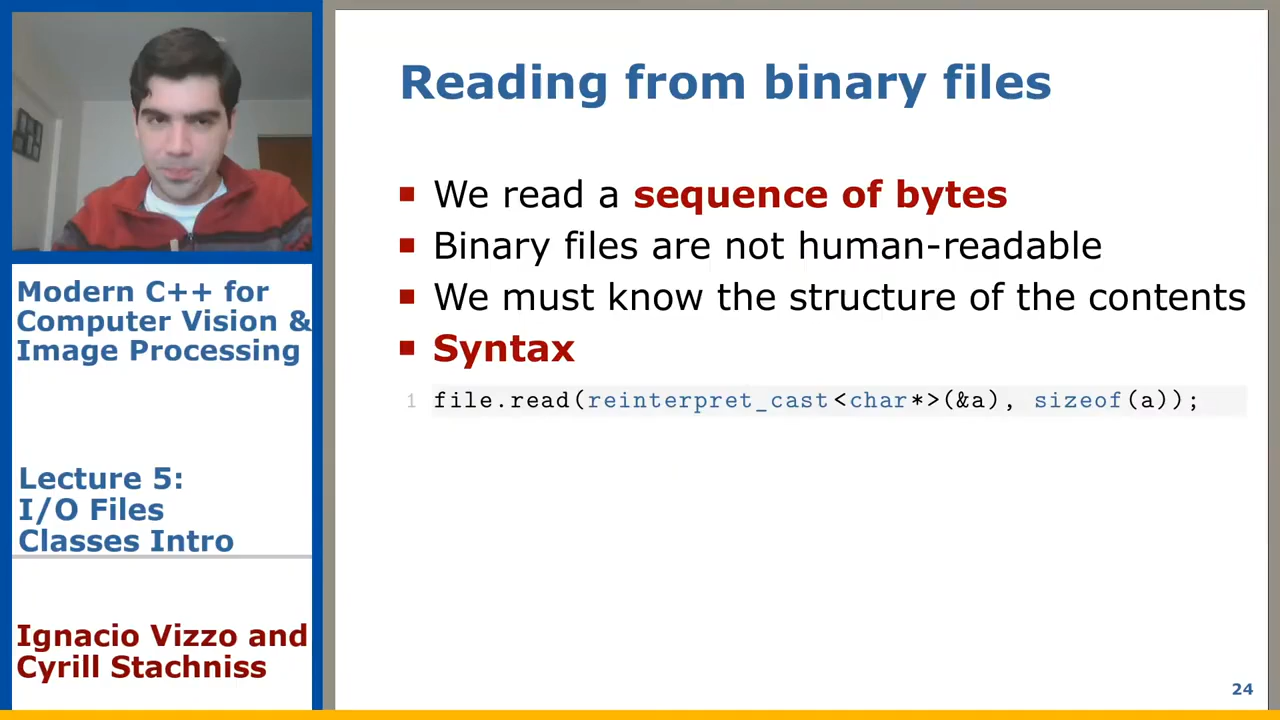 Reading from binary files
We read a sequence of bytes
Binary files are not human-readable
We must know the structure of the contents
Syntax
1 file.read(reinterpret_cast<char*>(&a), sizeof(a));
Modern C++ for
Computer Vision &
Image Processing
Lecture 5:
I/O Files
Classes Intro
Ignacio Vizzo and
Cyrill Stachniss
24